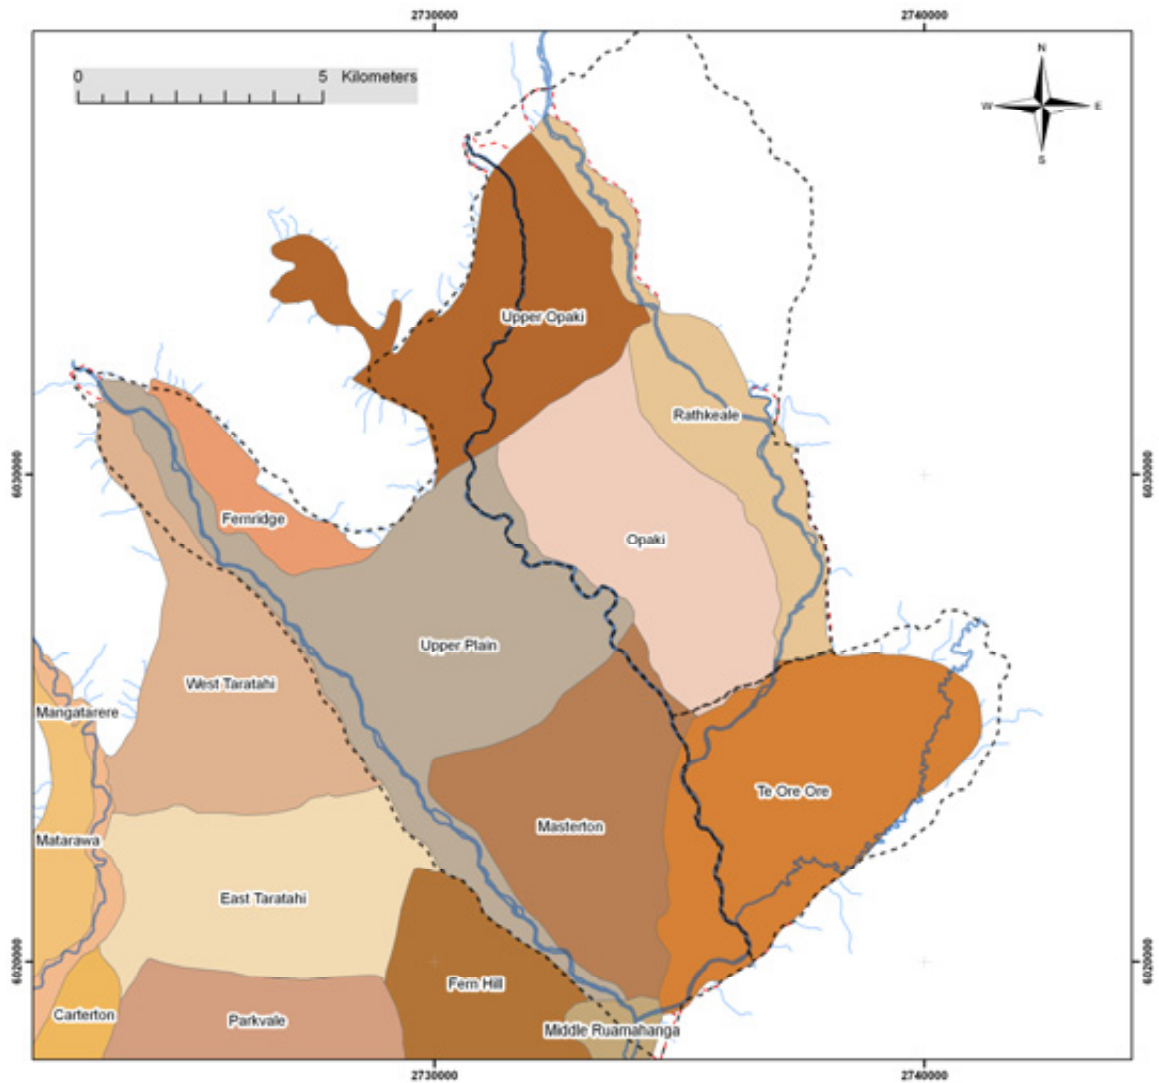 2730000
2740000
0 5 Kilometers
N
W E
S
Upper Opaki
Rathkeale
6030000
6030000
Fernridge
Opaki
Upper Plain
West Taratahi
Mangatarere
Te Ore Ore
Masterton
Matarawa
East Taratahi
6020000
6020000
Fern Hill
Carterton
Parkvale
Middle Ruamahanga
2730000
2740000